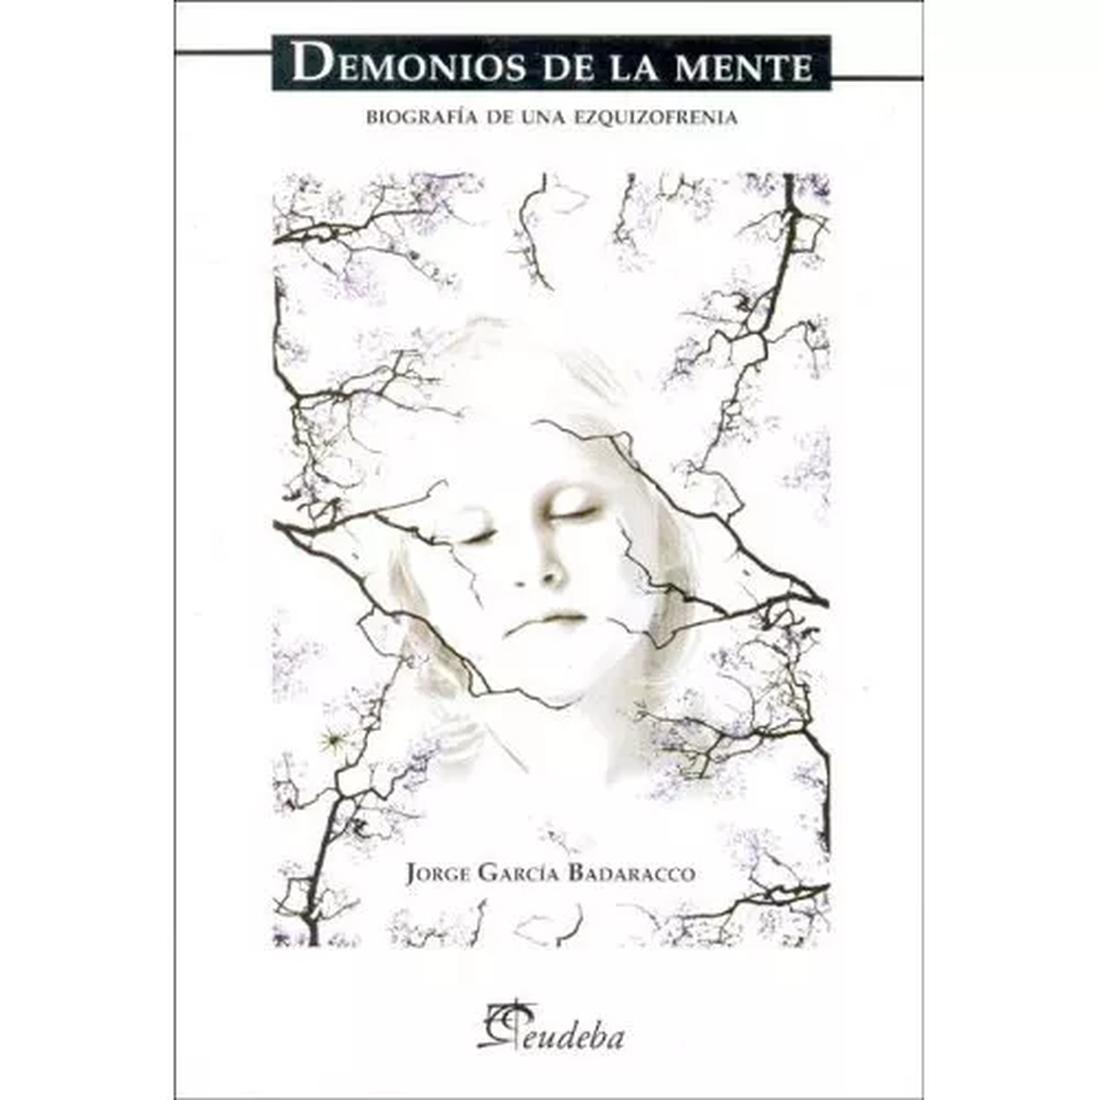 DEMONIOS DE LA MENTE
BIOGRAFÍA DE UNA EZQUIZOFRENIA
JORGE GARCÍA BADARACCO
eudeba